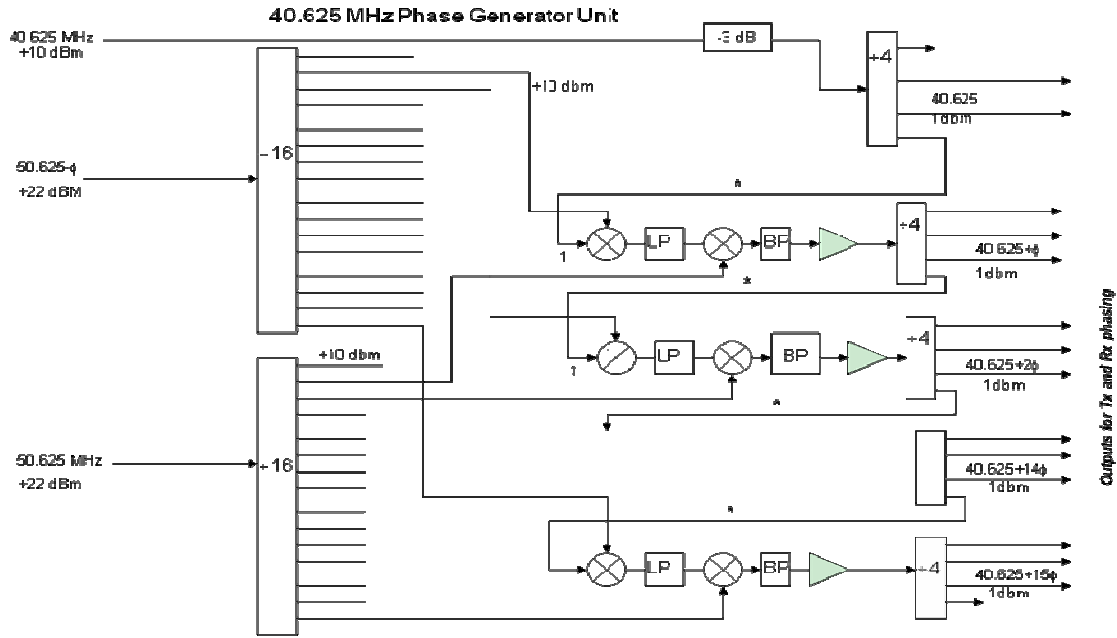 40.625 MHz Phase Generator Unit
40 625 MHz
+10 dBm
-3 dB
÷4
+10 dbm
40.625
1dbm
50.625-ϕ
+22 dBM
÷16
*
1
LP
BP
÷4
40.625+ϕ
1dbm
*
1
LP
BP
÷4
40.625+2ϕ
1dbm
*
+10 dbm
50.625 MHz
+22 dBm
÷16
40.625+14ϕ
1dbm
*
LP
BP
÷4
40.625+15ϕ
1dbm
Outputs for Tx and Rx phasing